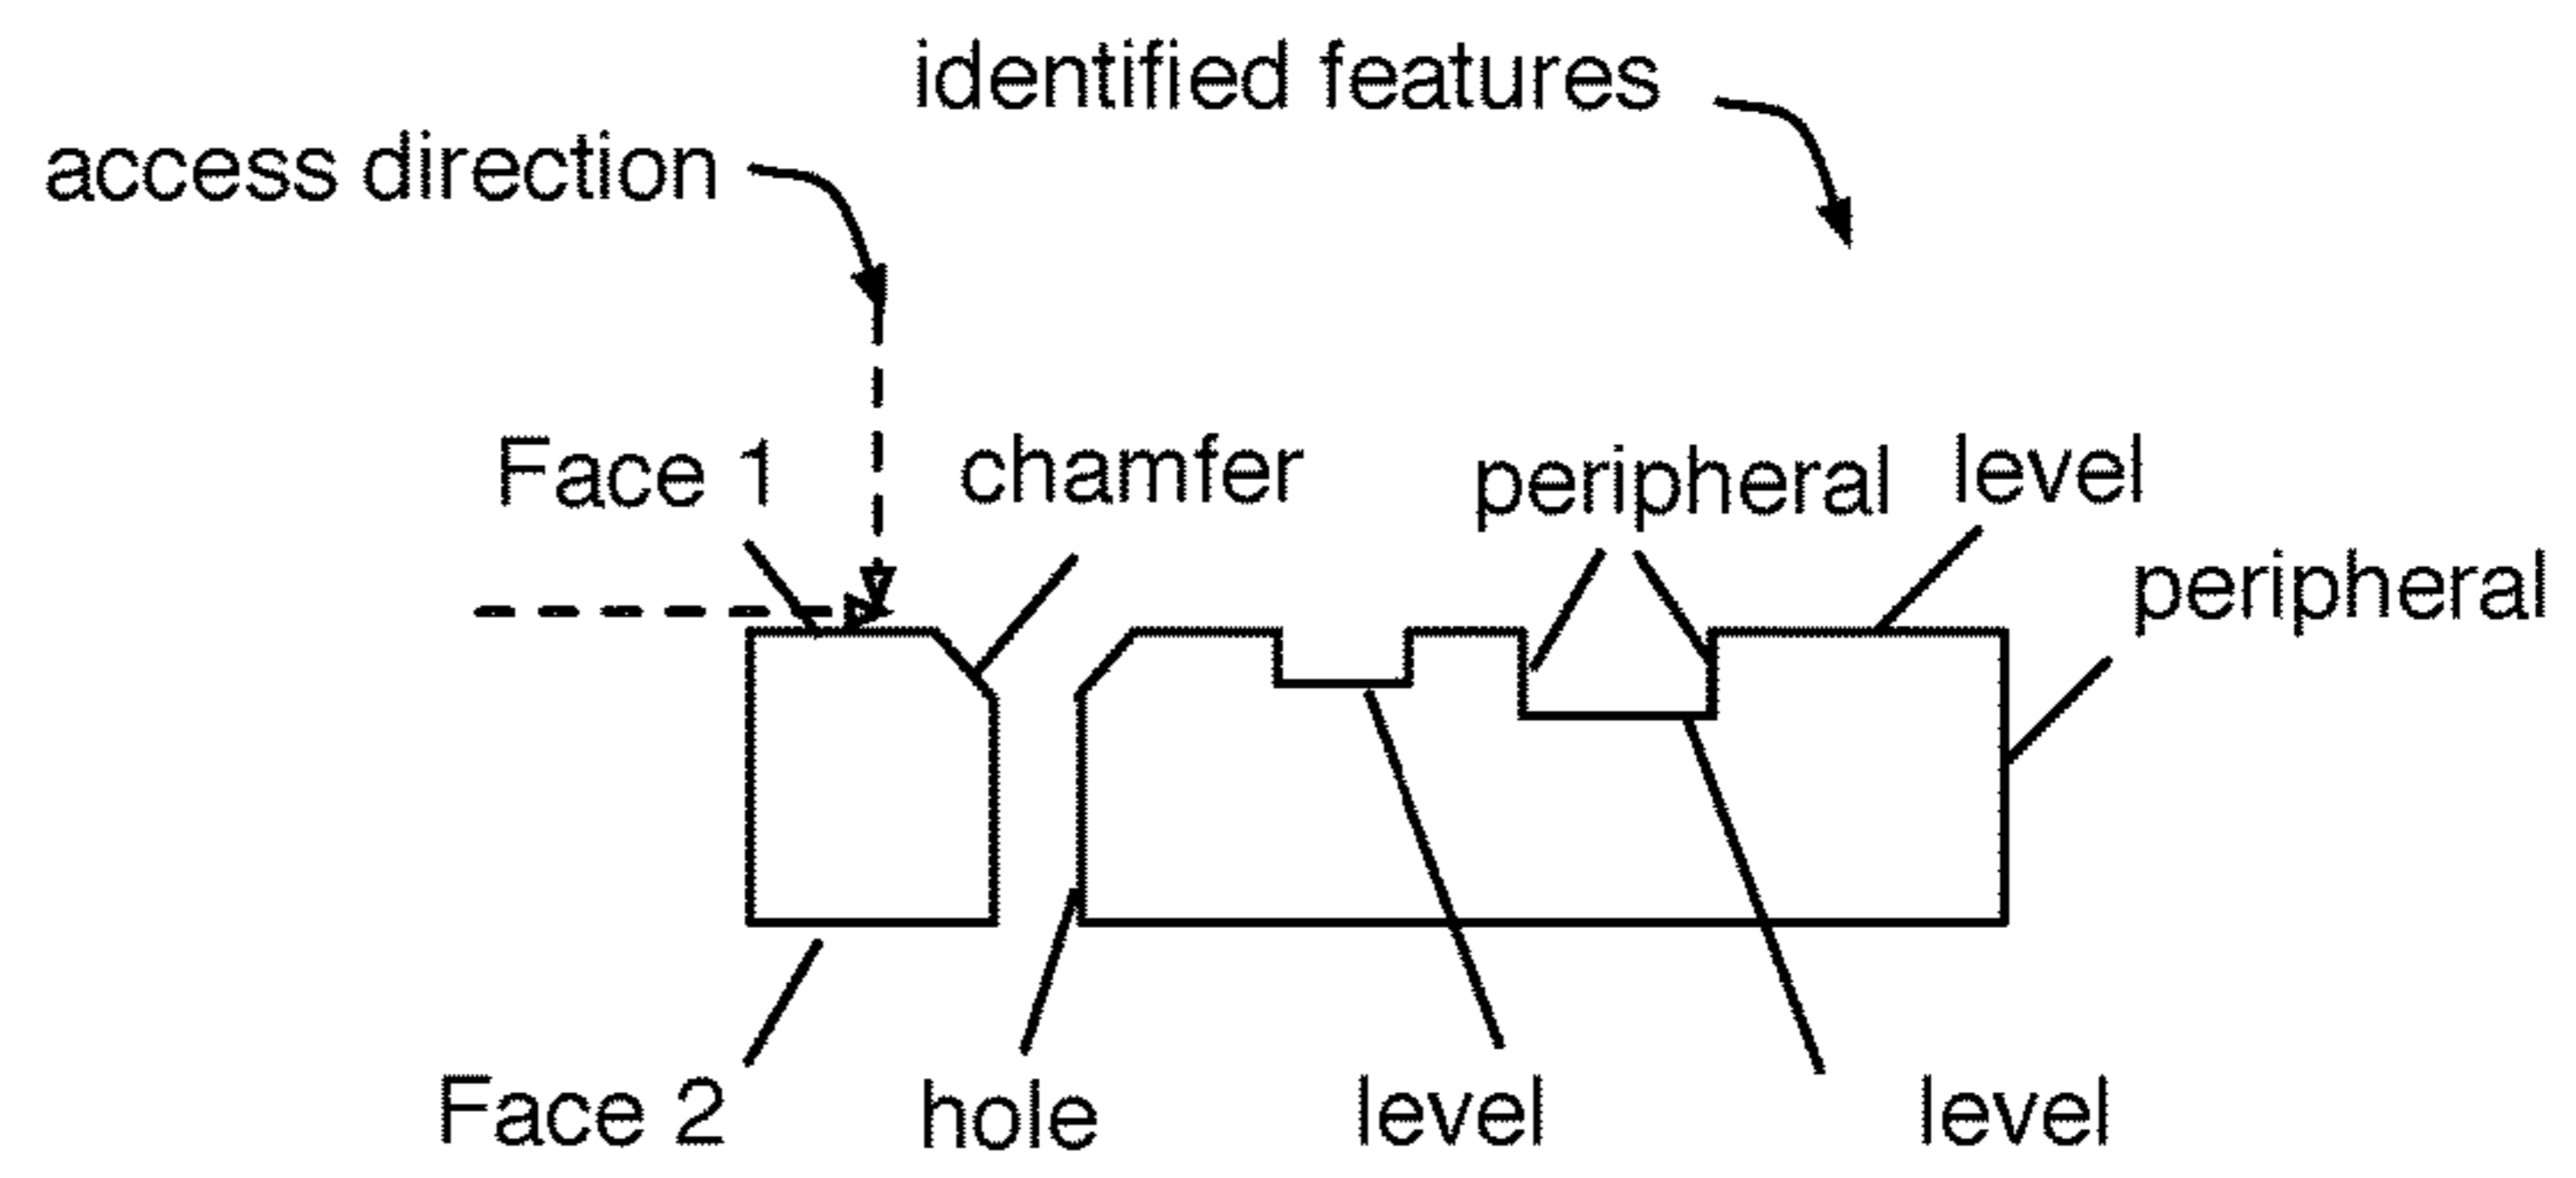 identified features
access direction
Face 1
chamfer
peripheral
level
peripheral
Face 2
hole
level
level